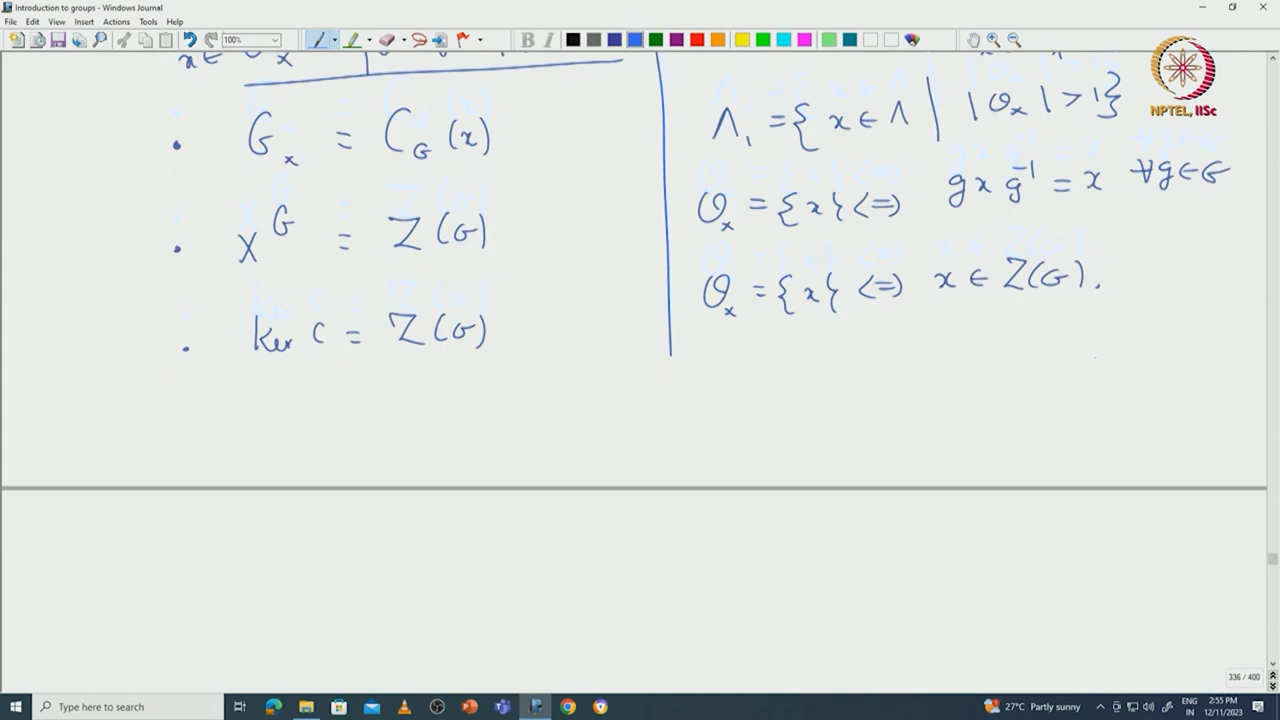 Introduction to groups - Windows Journal
File Edit View Insert Actions Tools Help
100%
NPTEL, IISc
x ∈ O_x
• G_x = C_G(x)
• X^G = Z(G)
• Ker C = Z(G)
Λ_1 = { x ∈ Λ | |O_x| > 1}
O_x = {x} <=> g x g^{-1} = x ∀g∈G
O_x = {x} <=> x ∈ Z(G).
336 / 400
Type here to search
27°C Partly sunny
ENG
IN
2:55 PM
12/11/2023